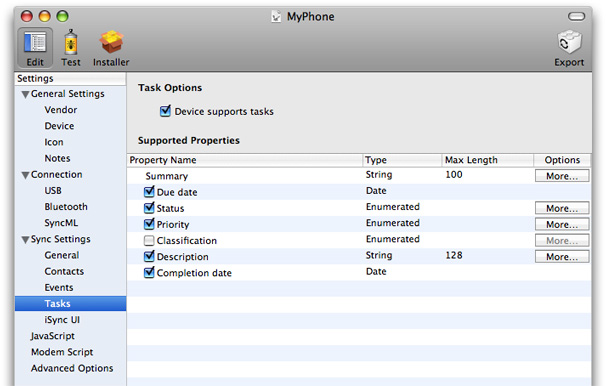 MyPhone
Edit Test Installer Export
Settings
General Settings
Vendor
Device
Icon
Notes
Connection
USB
Bluetooth
SyncML
Sync Settings
General
Contacts
Events
Tasks
iSync UI
JavaScript
Modem Script
Advanced Options
Task Options
Device supports tasks
Supported Properties
Property Name Type Max Length Options
Summary String 100 More...
Due date Date
Status Enumerated More...
Priority Enumerated More...
Classification Enumerated More...
Description String 128 More...
Completion date Date